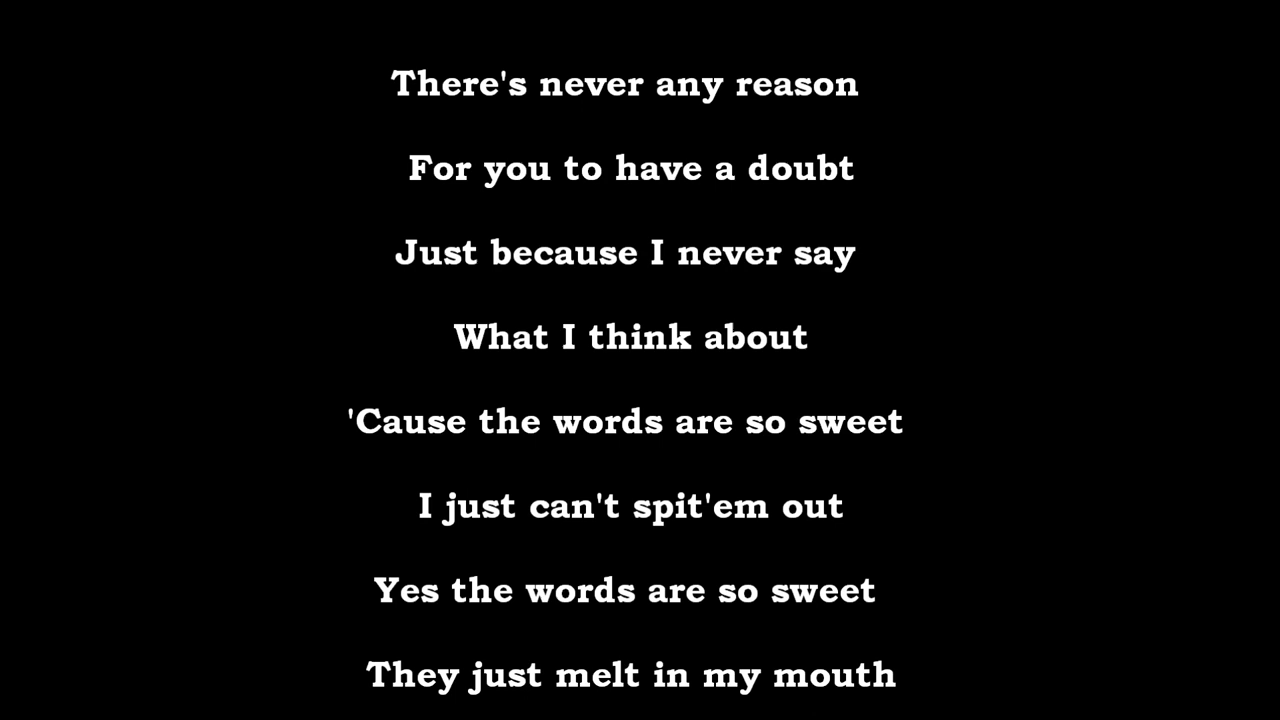 There's never any reason
For you to have a doubt
Just because I never say
What I think about
'Cause the words are so sweet
I just can't spit'em out
Yes the words are so sweet
They just melt in my mouth